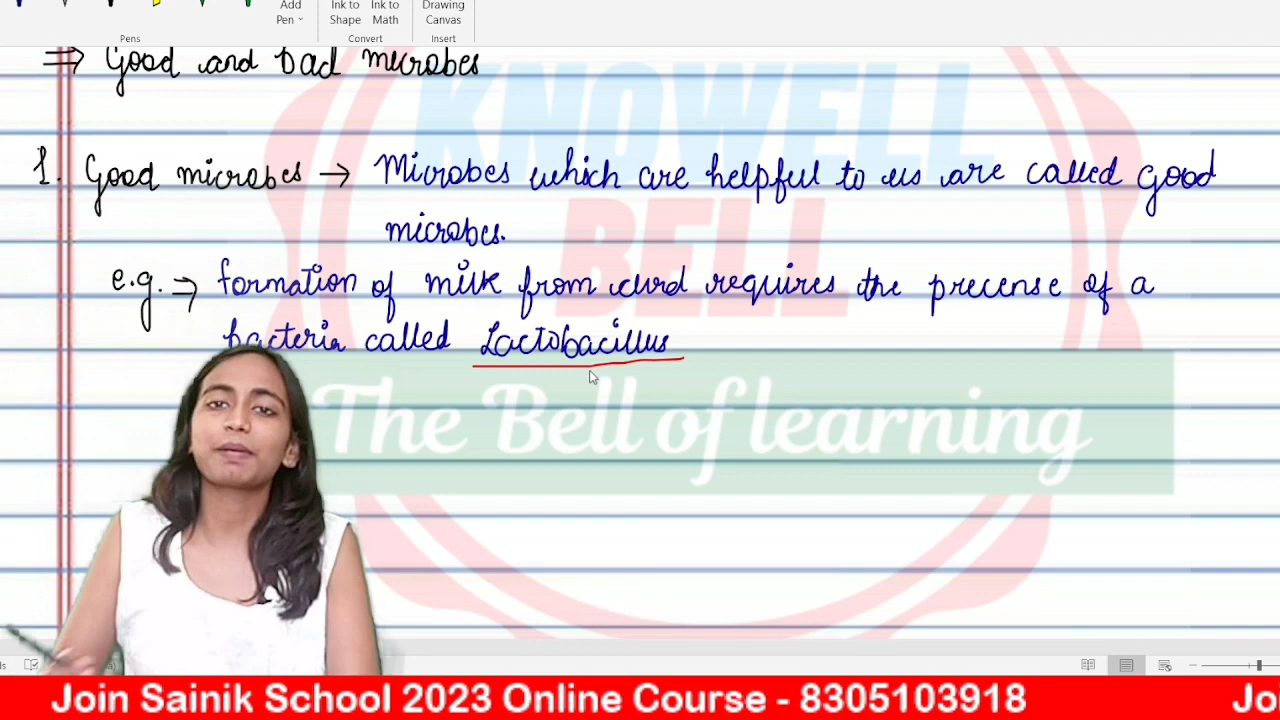 Add Ink to Ink to Drawing
Pen Shape Math Canvas
Pens Convert Insert
⇒ Good and bad microbes
KNOWELL
BELL
1. Good microbes → Microbes which are helpful to us are called good
microbes.
e.g. ⇒ formation of milk from curd requires the precense of a
bacteria called Lactobacillus
The Bell of learning
Join Sainik School 2023 Online Course - 8305103918
Jo